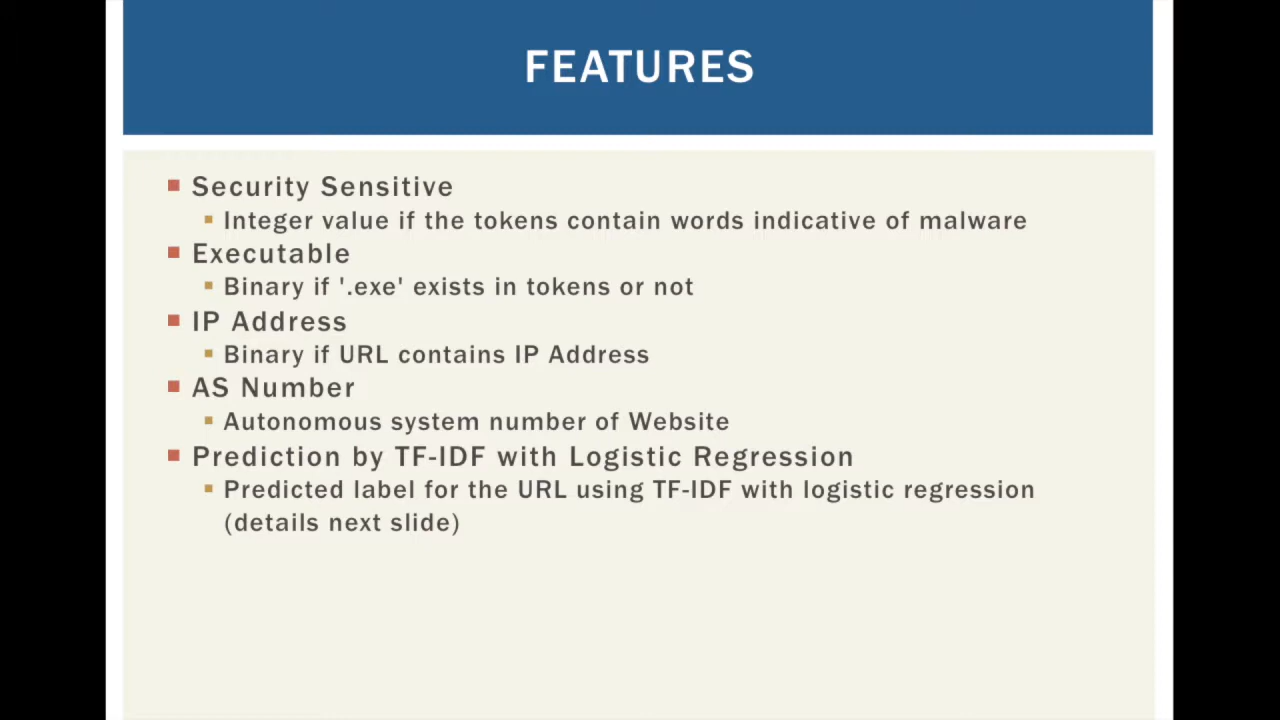 FEATURES
Security Sensitive
Integer value if the tokens contain words indicative of malware
Executable
Binary if '.exe' exists in tokens or not
IP Address
Binary if URL contains IP Address
AS Number
Autonomous system number of Website
Prediction by TF-IDF with Logistic Regression
Predicted label for the URL using TF-IDF with logistic regression
(details next slide)